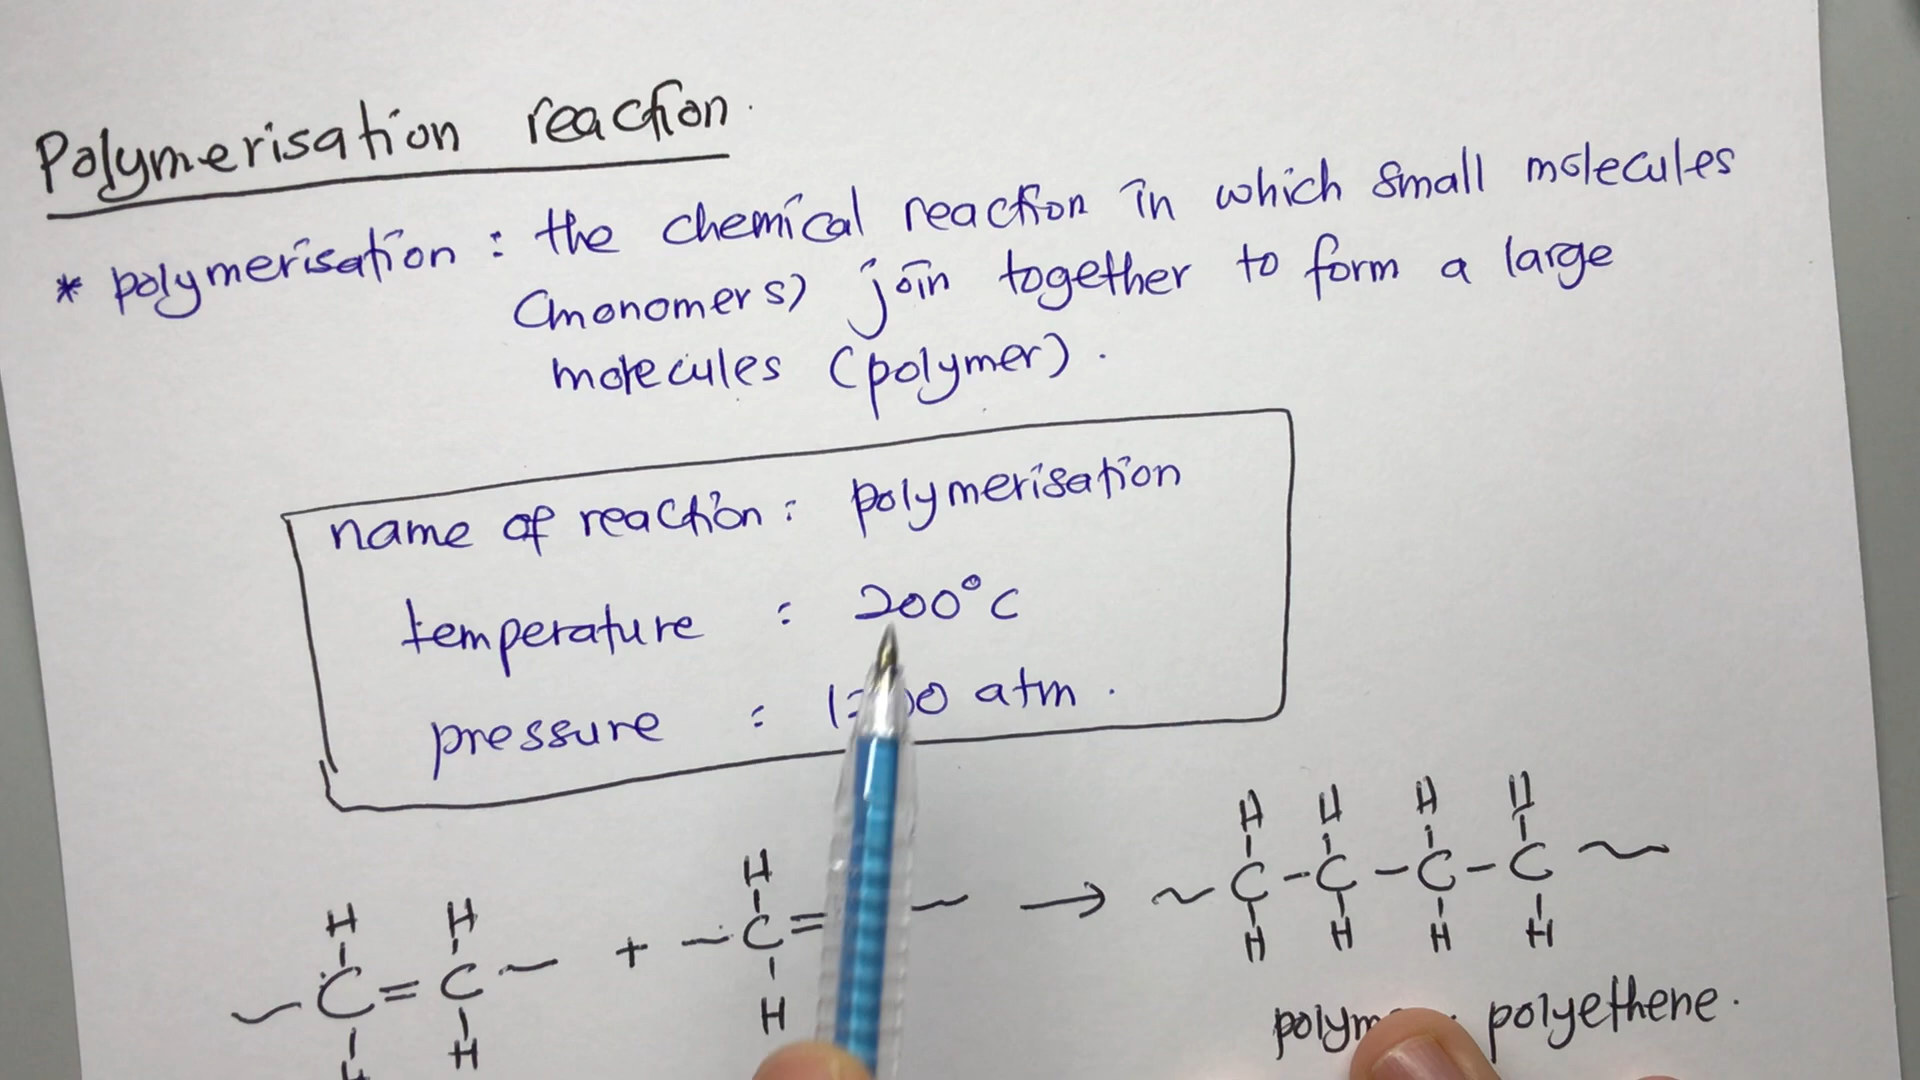 Polymerisation reaction.
* polymerisation : the chemical reaction in which small molecules
(monomers) join together to form a large
molecules (polymer).
name of reaction : polymerisation
temperature : 200°C
pressure : atm.
H H H H
H
H H
~ C - C - C - C ~
+ ~ C = ~ →
~ C = C ~
H H H H
H
H
polyethene.